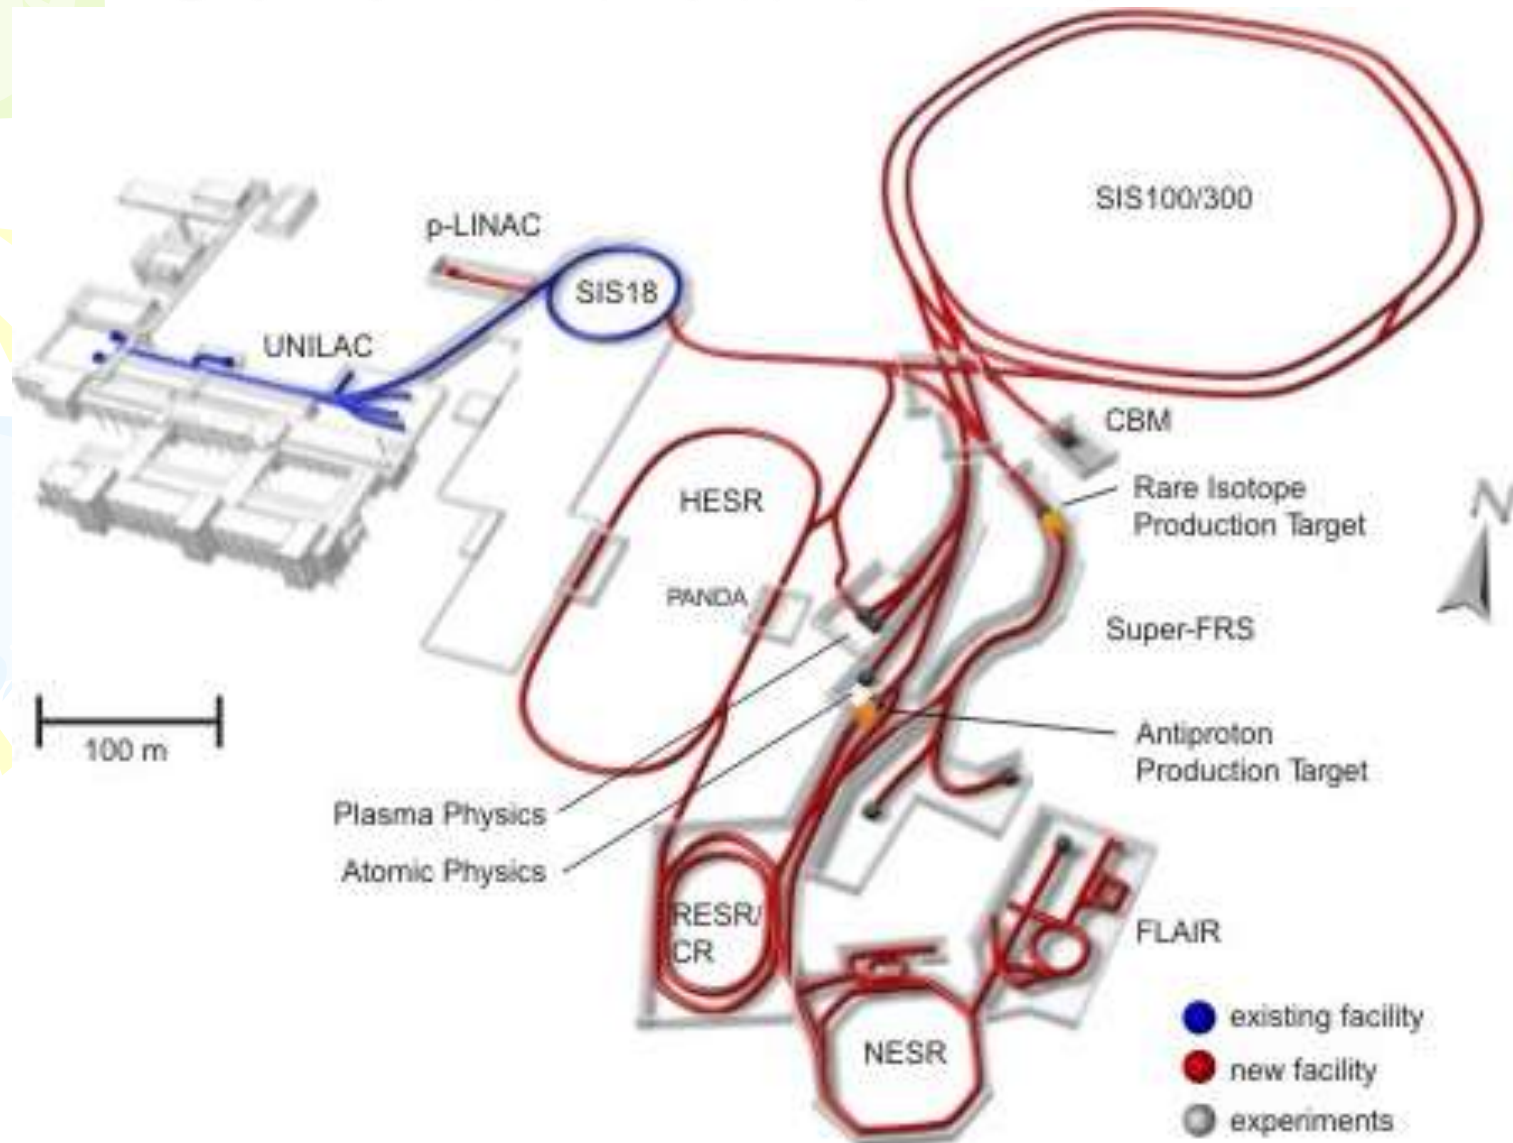 SIS100/300
p-LINAC
SIS18
UNILAC
CBM
HESR
Rare Isotope
Production Target
N
PANDA
Super-FRS
100 m
Antiproton
Production Target
Plasma Physics
Atomic Physics
RESR/
CR
FLAIR
NESR
existing facility
new facility
experiments